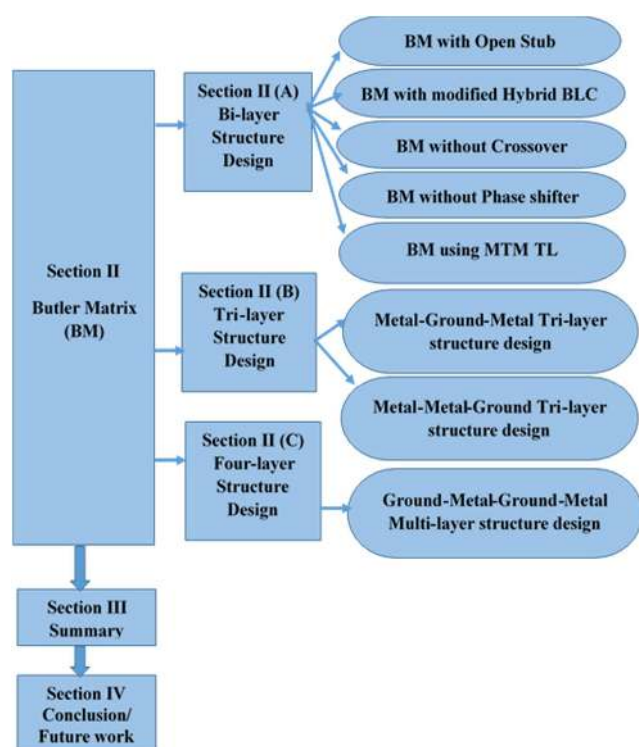 Section II
Butler Matrix
(BM)
Section II (A)
Bi-layer
Structure
Design
BM with Open Stub
BM with modified Hybrid BLC
BM without Crossover
BM without Phase shifter
BM using MTM TL
Section II (B)
Tri-layer
Structure
Design
Metal-Ground-Metal Tri-layer
structure design
Metal-Metal-Ground Tri-layer
structure design
Section II (C)
Four-layer
Structure
Design
Ground-Metal-Ground-Metal
Multi-layer structure design
Section III
Summary
Section IV
Conclusion/
Future work